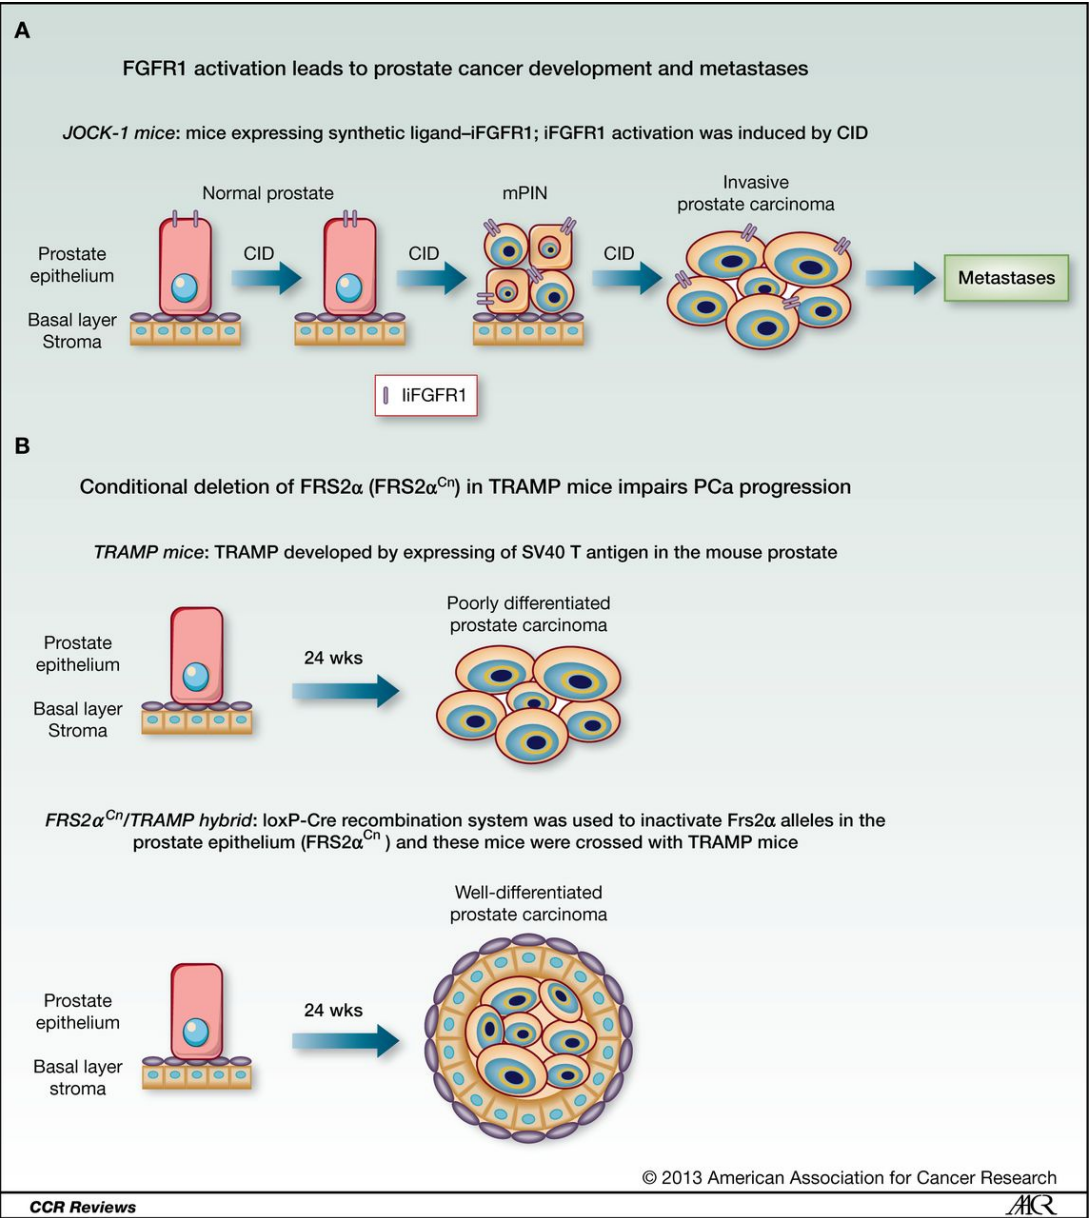 A
FGFR1 activation leads to prostate cancer development and metastases
JOCK-1 mice: mice expressing synthetic ligand–iFGFR1; iFGFR1 activation was induced by CID
Normal prostate
mPIN
Invasive
prostate carcinoma
Prostate
epithelium
CID
CID
CID
Metastases
Basal layer
Stroma
liFGFR1
B
Conditional deletion of FRS2α (FRS2α^Cn) in TRAMP mice impairs PCa progression
TRAMP mice: TRAMP developed by expressing of SV40 T antigen in the mouse prostate
Poorly differentiated
prostate carcinoma
Prostate
epithelium
24 wks
Basal layer
Stroma
FRS2α^Cn/TRAMP hybrid: loxP-Cre recombination system was used to inactivate Frs2α alleles in the
prostate epithelium (FRS2α^Cn ) and these mice were crossed with TRAMP mice
Well-differentiated
prostate carcinoma
Prostate
epithelium
24 wks
Basal layer
stroma
© 2013 American Association for Cancer Research
CCR Reviews
AACR